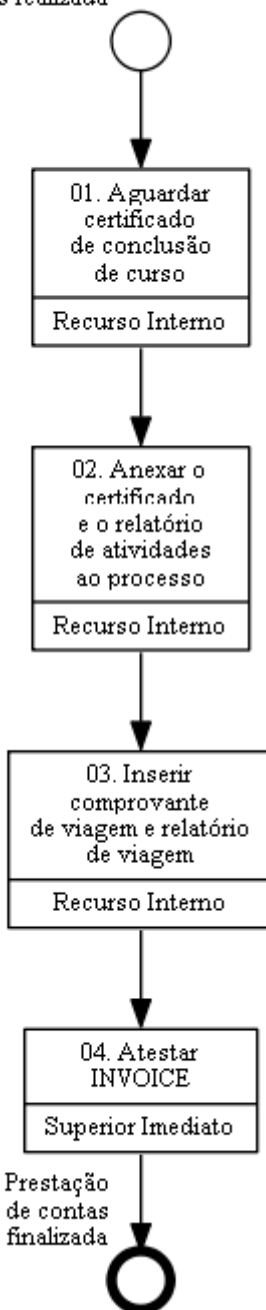 realizada
01. Aguardar
certificado
de conclusão
de curso
Recurso Interno
02. Anexar o
certificado
e o relatório
de atividades
ao processo
Recurso Interno
03. Inserir
comprovante
de viagem e relatório
de viagem
Recurso Interno
04. Atestar
INVOICE
Superior Imediato
Prestação
de contas
finalizada